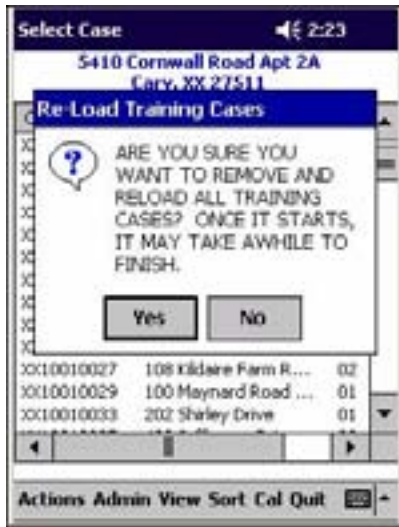 Select Case 2:23
5410 Cornwall Road Apt 2A
Cary, XX 27511
Re-Load Training Cases
ARE YOU SURE YOU
WANT TO REMOVE AND
RELOAD ALL TRAINING
CASES? ONCE IT STARTS,
IT MAY TAKE AWHILE TO
FINISH.
Yes No
XX10010027 108 Kildaire Farm R... 02
XX10010029 100 Maynard Road ... 01
XX10010033 202 Shirley Drive 01
Actions Admin View Sort Cal Quit